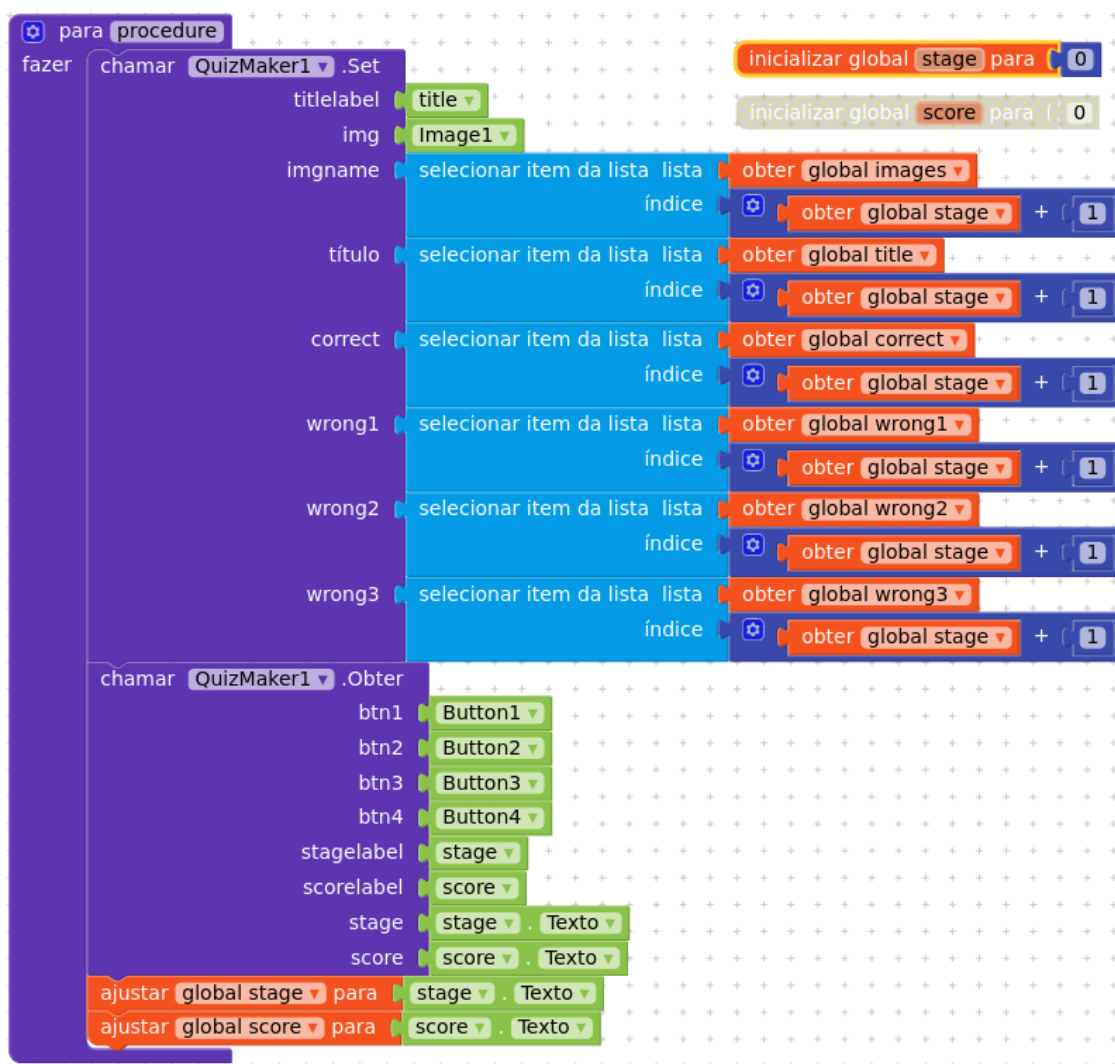 para procedure
fazer chamar QuizMaker1 .Set
inicializar global stage para 0
titlelabel title
inicializar global score para 0
img Image1
imgname selecionar item da lista lista obter global images
índice obter global stage + 1
título selecionar item da lista lista obter global title
índice obter global stage + 1
correct selecionar item da lista lista obter global correct
índice obter global stage + 1
wrong1 selecionar item da lista lista obter global wrong1
índice obter global stage + 1
wrong2 selecionar item da lista lista obter global wrong2
índice obter global stage + 1
wrong3 selecionar item da lista lista obter global wrong3
índice obter global stage + 1
chamar QuizMaker1 .Obter
btn1 Button1
btn2 Button2
btn3 Button3
btn4 Button4
stagelabel stage
scorelabel score
stage stage . Texto
score score . Texto
ajustar global stage para stage . Texto
ajustar global score para score . Texto